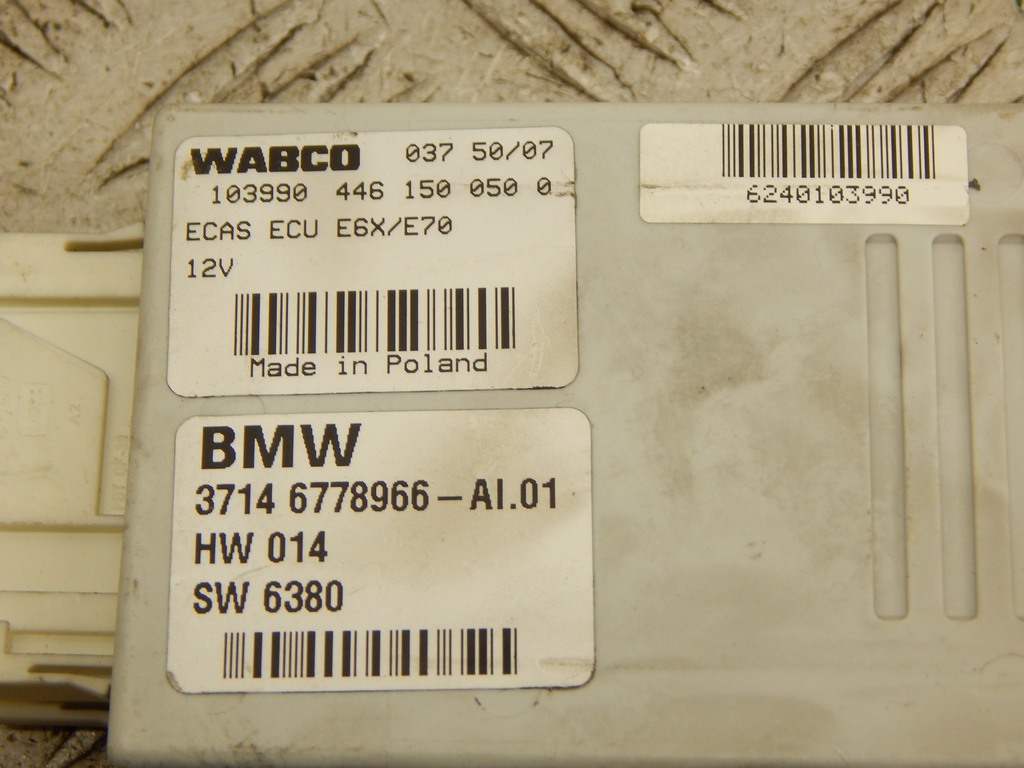 WABCO 037 50/07
103990 446 150 050 0
ECAS ECU E6X/E70
12V
Made in Poland
6240103990
BMW
3714 6778966-AI.01
HW 014
SW 6380
A2